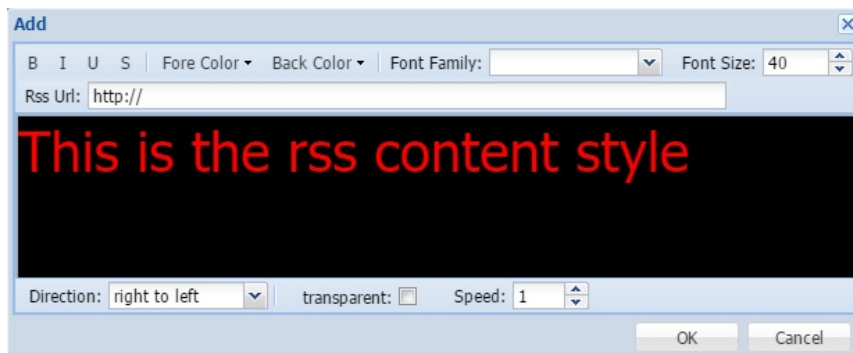 Add
B I U S Fore Color Back Color Font Family: Font Size: 40
Rss Url: http://
This is the rss content style
Direction: right to left transparent: Speed: 1
OK Cancel